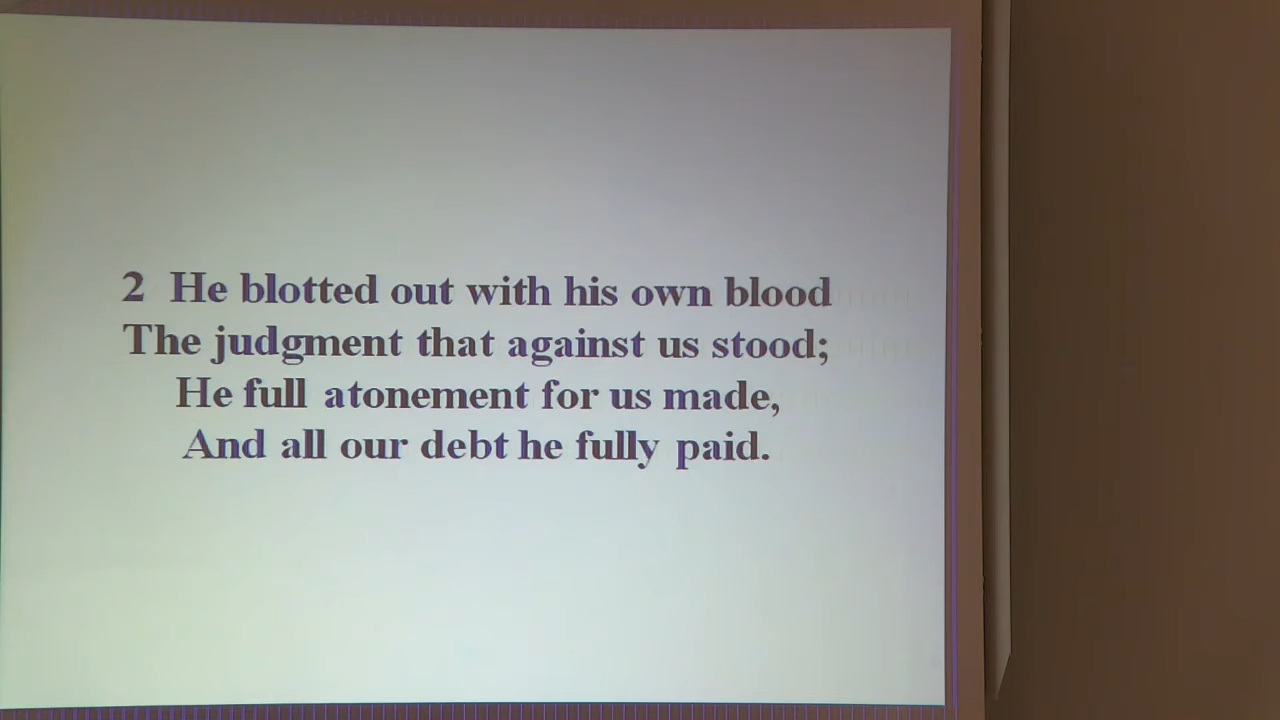 2 He blotted out with his own blood
The judgment that against us stood;
He full atonement for us made,
And all our debt he fully paid.